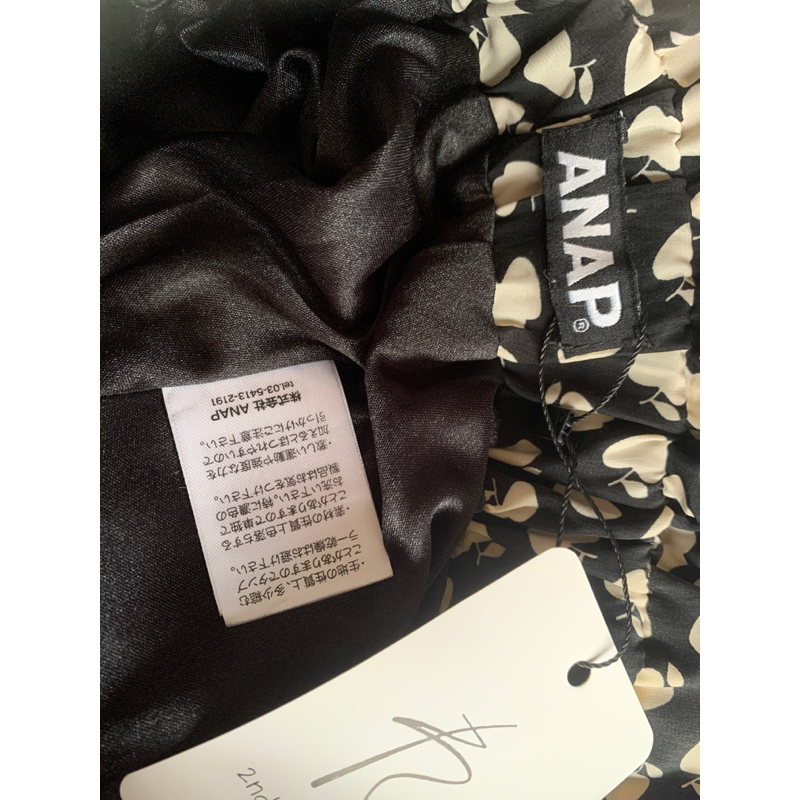 ANAP®
・生地の性質上、多少縮む
ことがありますのでタンブ
ラー乾燥はお避け下さい。
・素材の性質上色落ちする
ことがありますので単独で
お洗い下さい。特に濃色の
製品はお気をつけ下さい。
・激しい運動や強度な力を
加えるとほつれやすいので
引っかけにご注意下さい。
株式会社 ANAP
tel.03-5413-2191